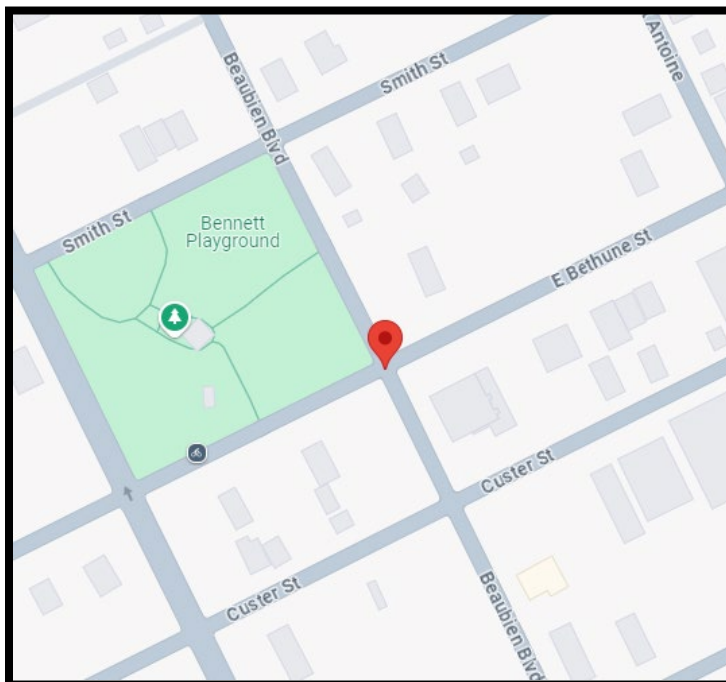 Beaubien Blvd
Smith St
Antoine
Smith St
Bennett
Playground
E Bethune St
Custer St
Custer St
Beaubien Blvd